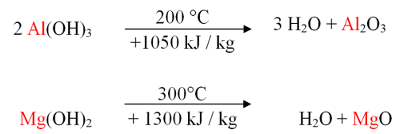 2 Al(OH)₃ 200 °C +1050 kJ / kg 3 H₂O + Al₂O₃
Mg(OH)₂ 300°C + 1300 kJ / kg H₂O + MgO